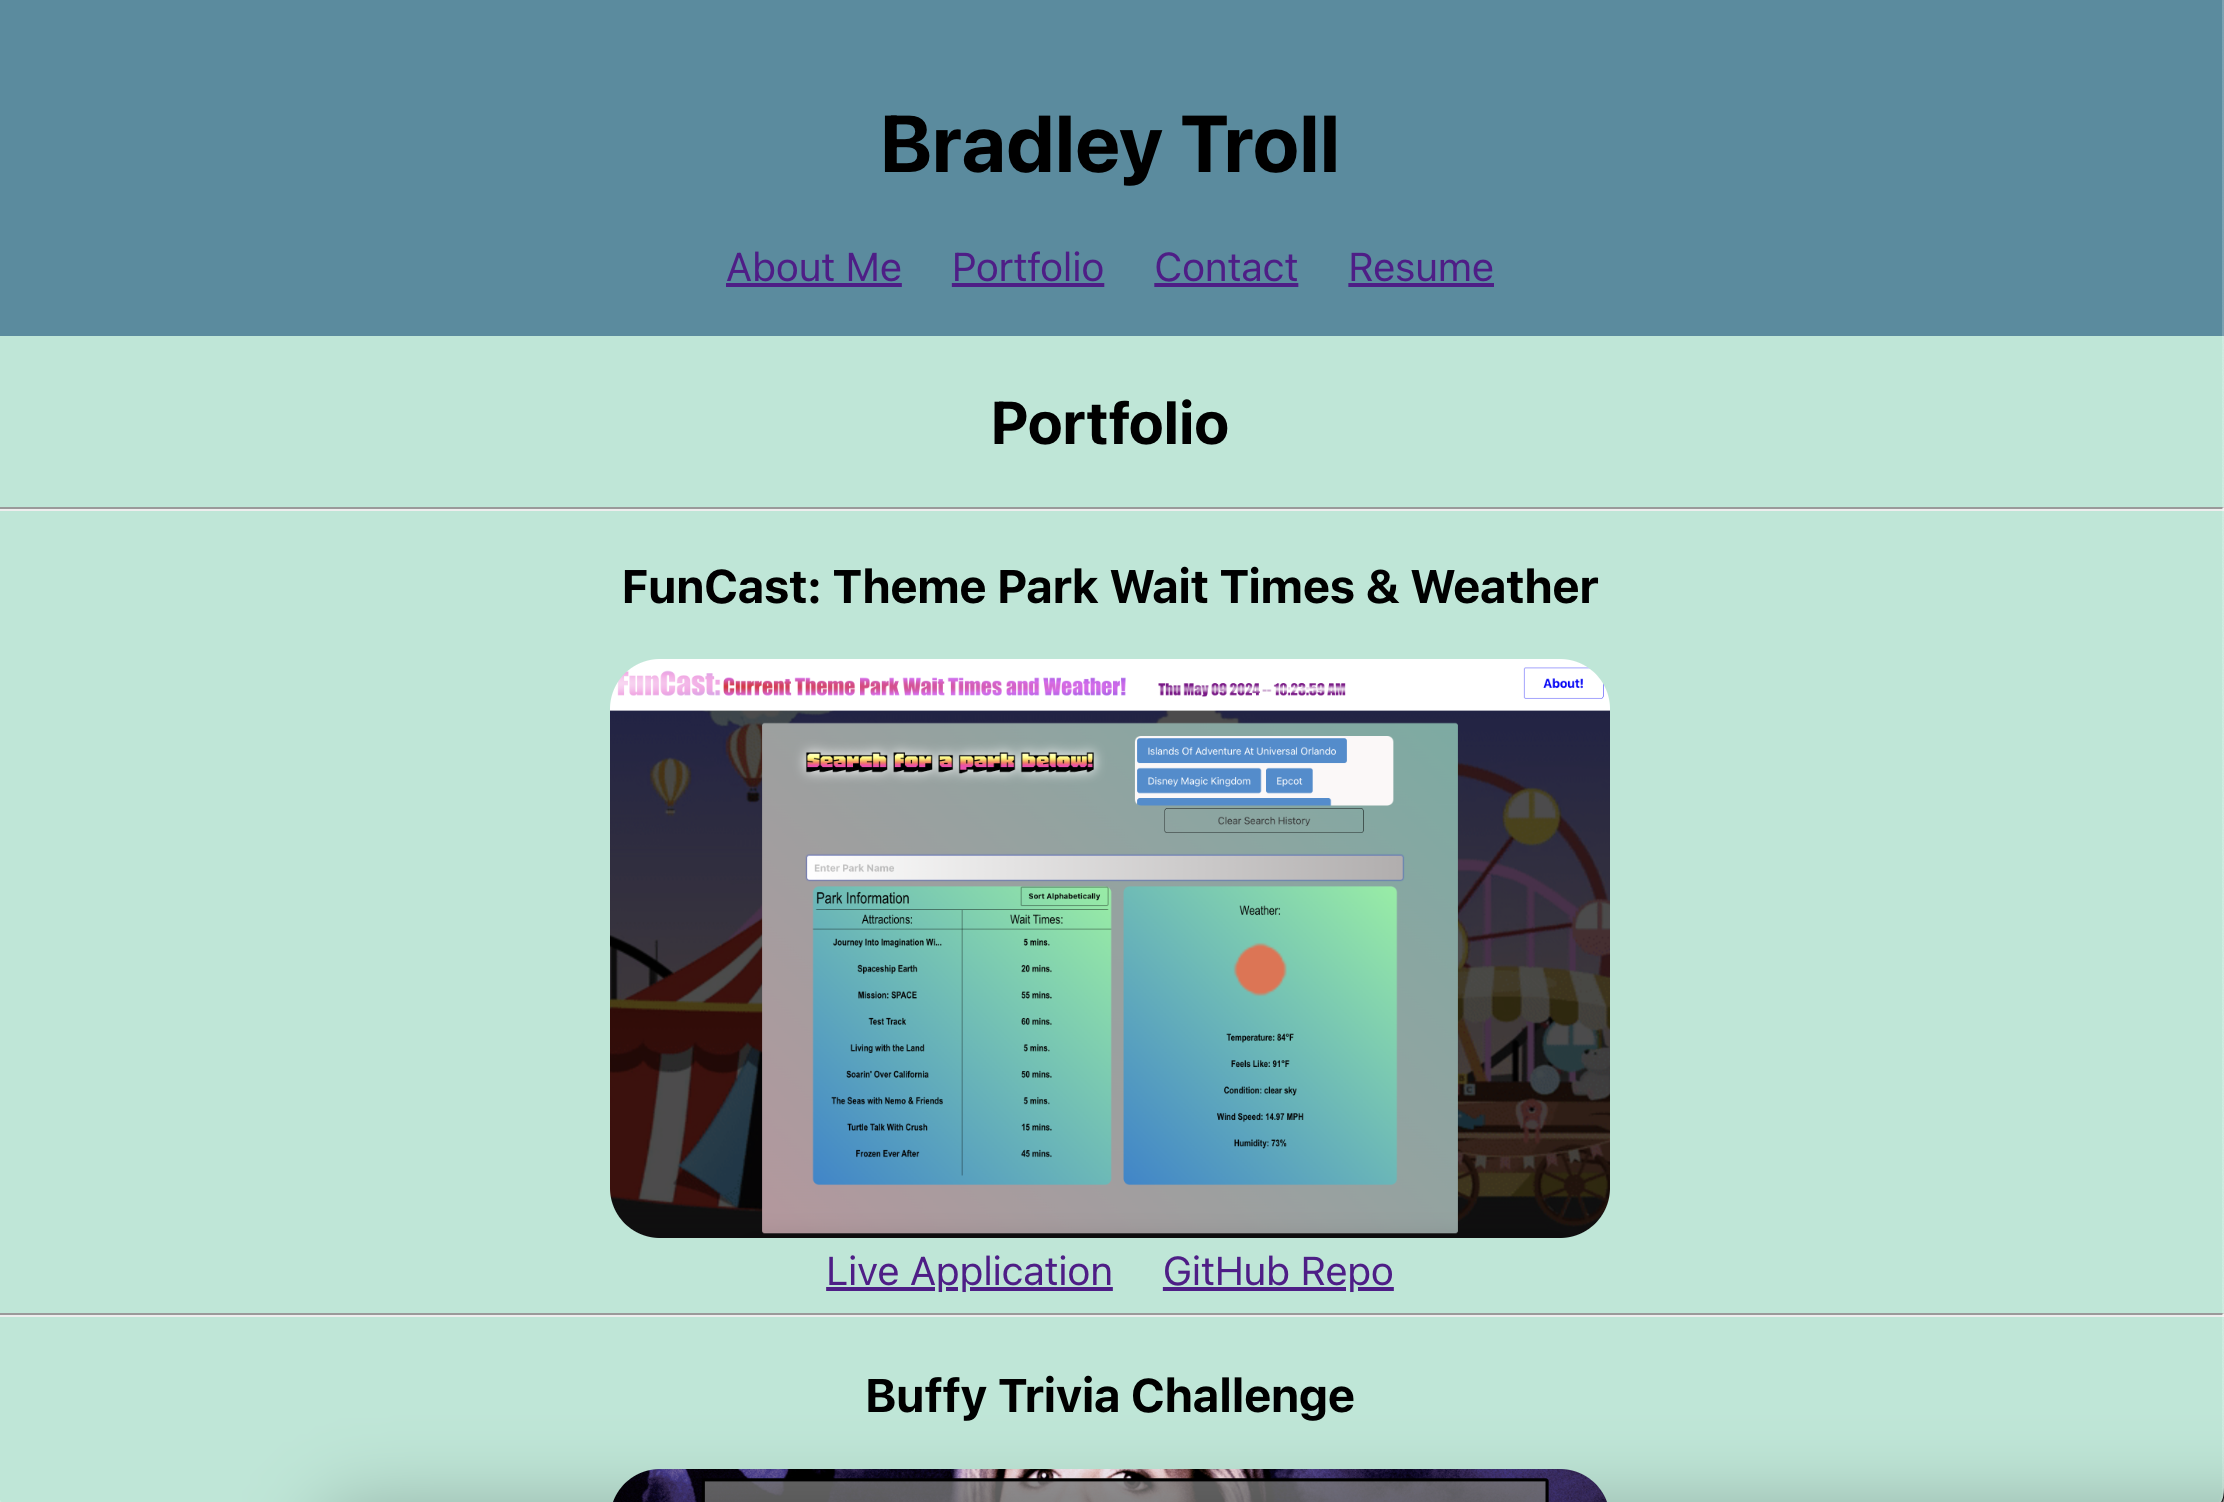 Bradley Troll
About Me Portfolio Contact Resume
Portfolio
FunCast: Theme Park Wait Times & Weather
FunCast: Current Theme Park Wait Times and Weather! Thu May 09 2024 -- 10:28:59 AM About!
Search for a park below!
Islands Of Adventure At Universal Orlando
Disney Magic Kingdom Epcot
Clear Search History
Enter Park Name
Park Information Sort Alphabetically
Attractions: Wait Times:
Journey Into Imagination Wi... 5 mins.
Spaceship Earth 20 mins.
Mission: SPACE 55 mins.
Test Track 60 mins.
Living with the Land 5 mins.
Soarin' Over California 50 mins.
The Seas with Nemo & Friends 5 mins.
Turtle Talk With Crush 15 mins.
Frozen Ever After 45 mins.
Weather:
Temperature: 84°F
Feels Like: 91°F
Condition: clear sky
Wind Speed: 14.97 MPH
Humidity: 73%
Live Application GitHub Repo
Buffy Trivia Challenge